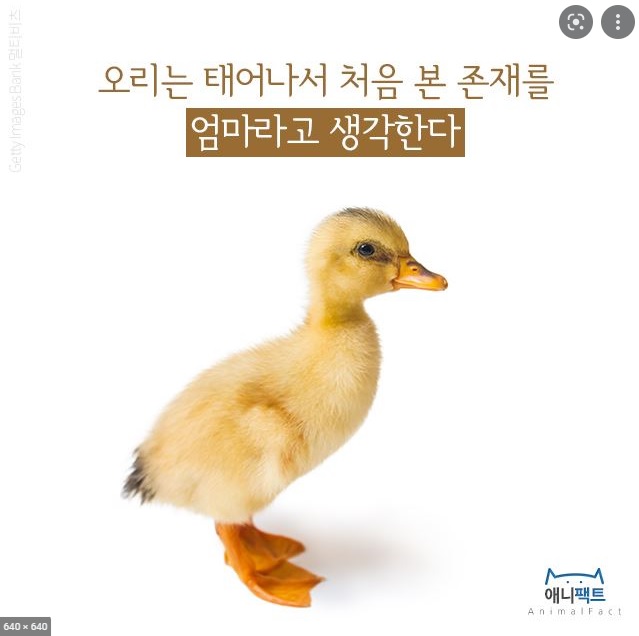 오리는 태어나서 처음 본 존재를
엄마라고 생각한다
Getty Images Bank 멀티비츠
애니팩트
AnimalFact
640 × 640